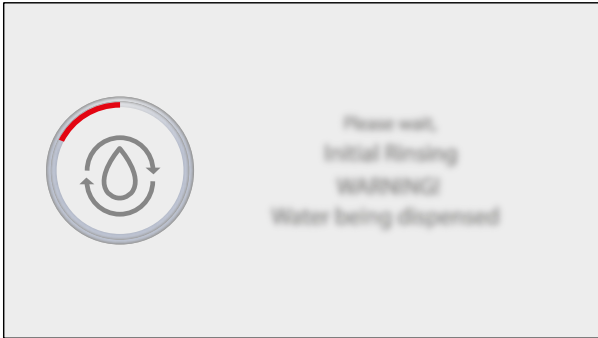 Please wait,
Initial Rinsing
WARNING!
Water being dispensed